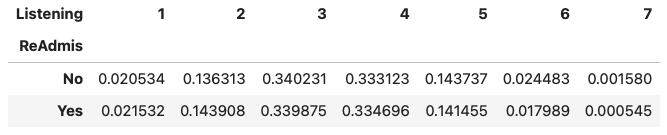 Listening 1 2 3 4 5 6 7
ReAdmis
No 0.020534 0.136313 0.340231 0.333123 0.143737 0.024483 0.001580
Yes 0.021532 0.143908 0.339875 0.334696 0.141455 0.017989 0.000545